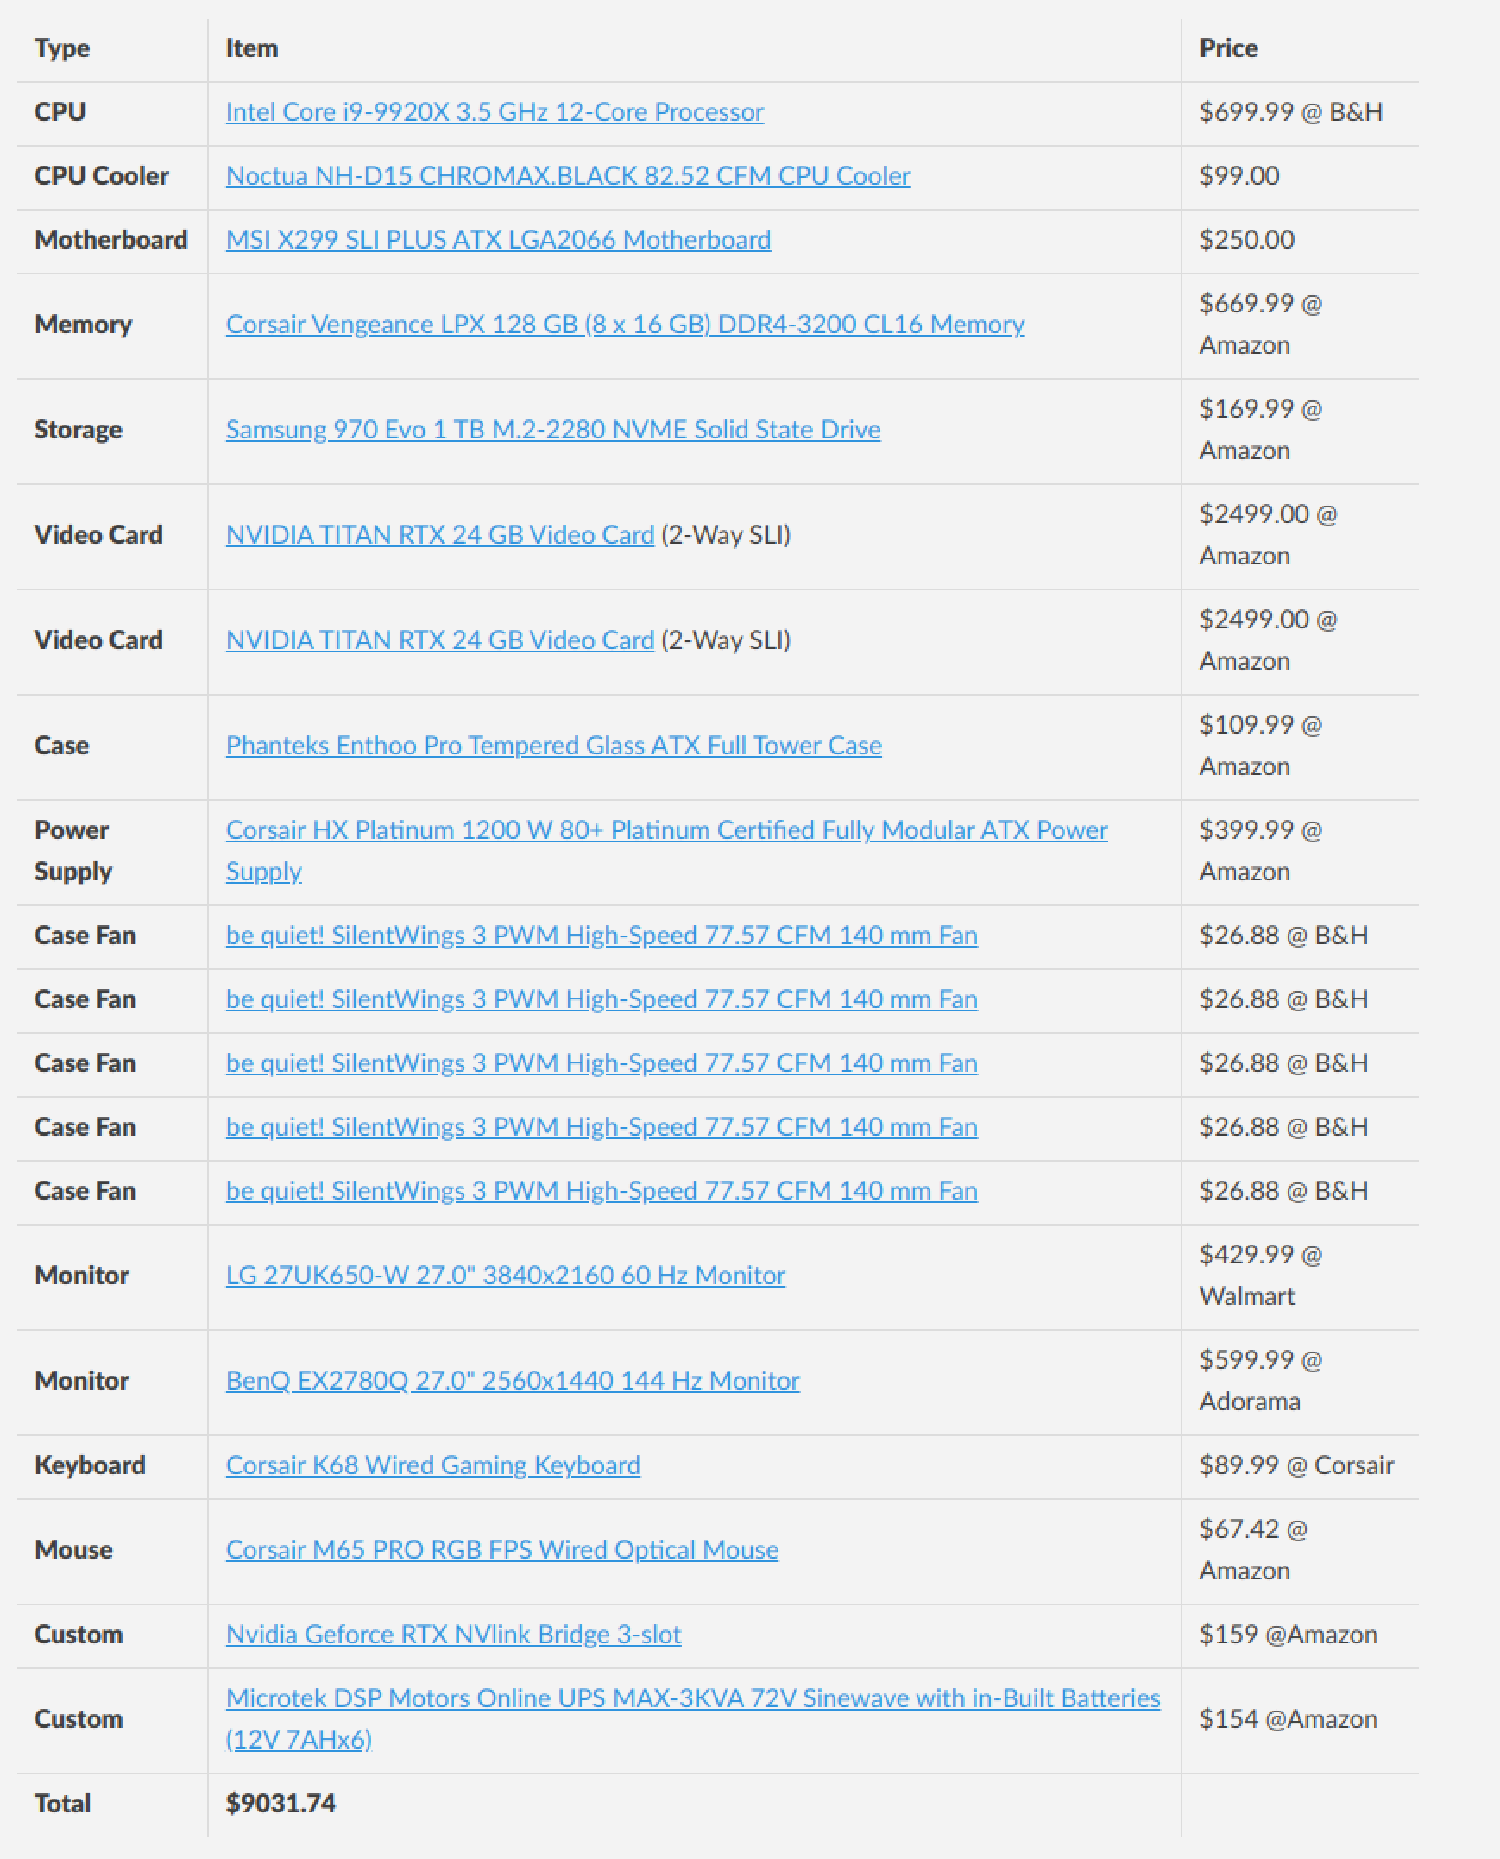 Type Item Price
CPU Intel Core i9-9920X 3.5 GHz 12-Core Processor $699.99 @ B&H
CPU Cooler Noctua NH-D15 CHROMAX.BLACK 82.52 CFM CPU Cooler $99.00
Motherboard MSI X299 SLI PLUS ATX LGA2066 Motherboard $250.00
Memory Corsair Vengeance LPX 128 GB (8 x 16 GB) DDR4-3200 CL16 Memory $669.99 @
Amazon
Storage Samsung 970 Evo 1 TB M.2-2280 NVME Solid State Drive $169.99 @
Amazon
Video Card NVIDIA TITAN RTX 24 GB Video Card (2-Way SLI) $2499.00 @
Amazon
Video Card NVIDIA TITAN RTX 24 GB Video Card (2-Way SLI) $2499.00 @
Amazon
Case Phanteks Enthoo Pro Tempered Glass ATX Full Tower Case $109.99 @
Amazon
Power Corsair HX Platinum 1200 W 80+ Platinum Certified Fully Modular ATX Power $399.99 @
Supply Supply Amazon
Case Fan be quiet! SilentWings 3 PWM High-Speed 77.57 CFM 140 mm Fan $26.88 @ B&H
Case Fan be quiet! SilentWings 3 PWM High-Speed 77.57 CFM 140 mm Fan $26.88 @ B&H
Case Fan be quiet! SilentWings 3 PWM High-Speed 77.57 CFM 140 mm Fan $26.88 @ B&H
Case Fan be quiet! SilentWings 3 PWM High-Speed 77.57 CFM 140 mm Fan $26.88 @ B&H
Case Fan be quiet! SilentWings 3 PWM High-Speed 77.57 CFM 140 mm Fan $26.88 @ B&H
Monitor LG 27UK650-W 27.0" 3840x2160 60 Hz Monitor $429.99 @
Walmart
Monitor BenQ EX2780Q 27.0" 2560x1440 144 Hz Monitor $599.99 @
Adorama
Keyboard Corsair K68 Wired Gaming Keyboard $89.99 @ Corsair
Mouse Corsair M65 PRO RGB FPS Wired Optical Mouse $67.42 @
Amazon
Custom Nvidia Geforce RTX NVlink Bridge 3-slot $159 @Amazon
Custom Microtek DSP Motors Online UPS MAX-3KVA 72V Sinewave with in-Built Batteries $154 @Amazon
(12V 7AHx6)
Total $9031.74